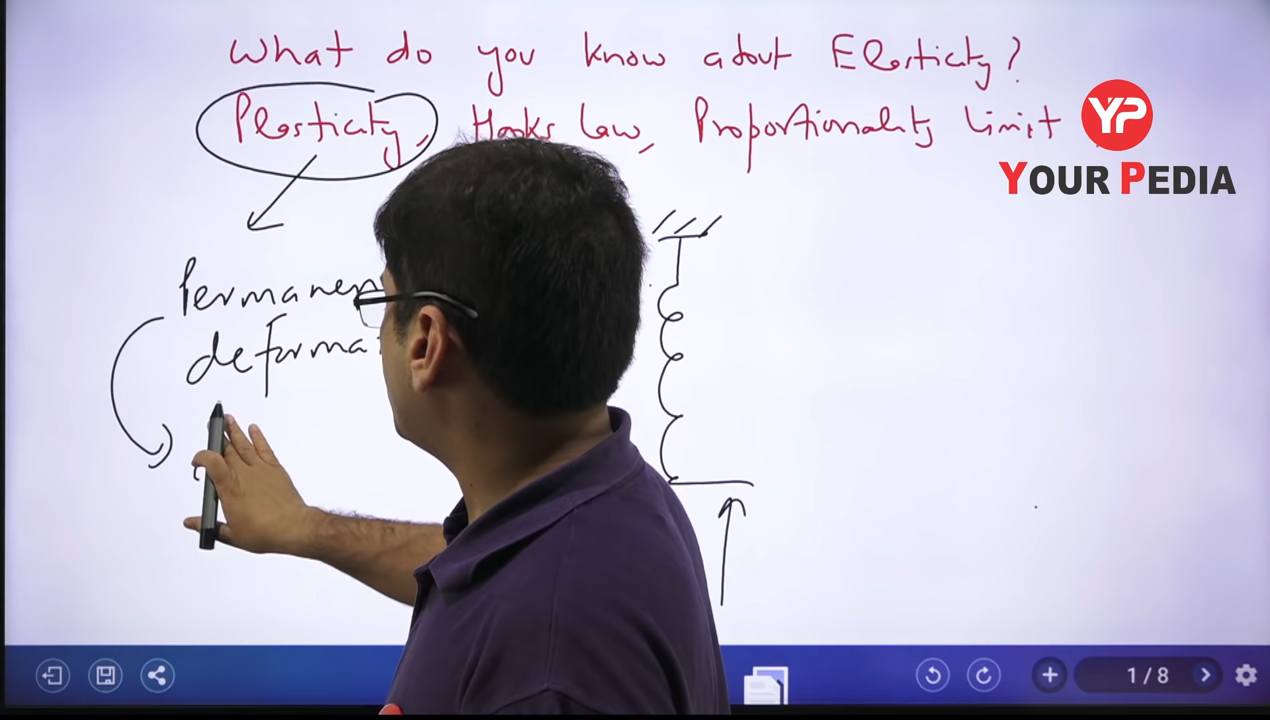 What do you know about Elasticity?
Plasticity, Hooks law, Proportionality limit
YP
YOUR PEDIA
Permanen
deforma
1/8